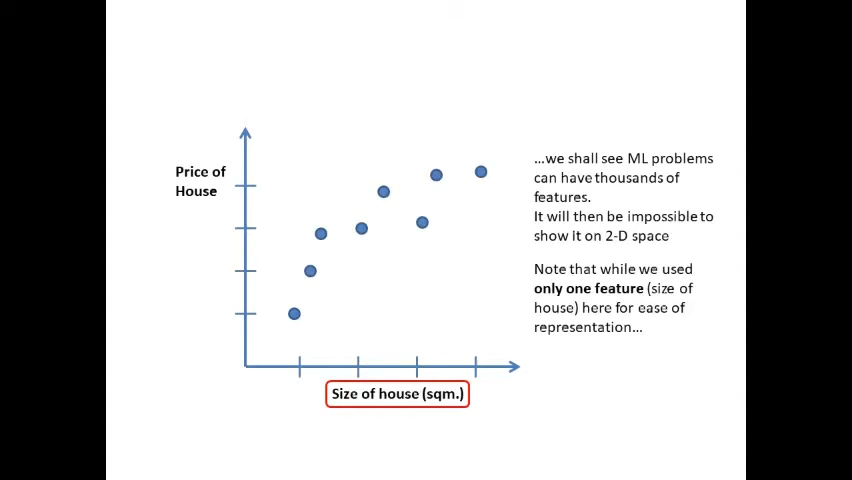 Price of
House
…we shall see ML problems
can have thousands of
features.
It will then be impossible to
show it on 2-D space
Note that while we used
only one feature (size of
house) here for ease of
representation…
Size of house (sqm.)